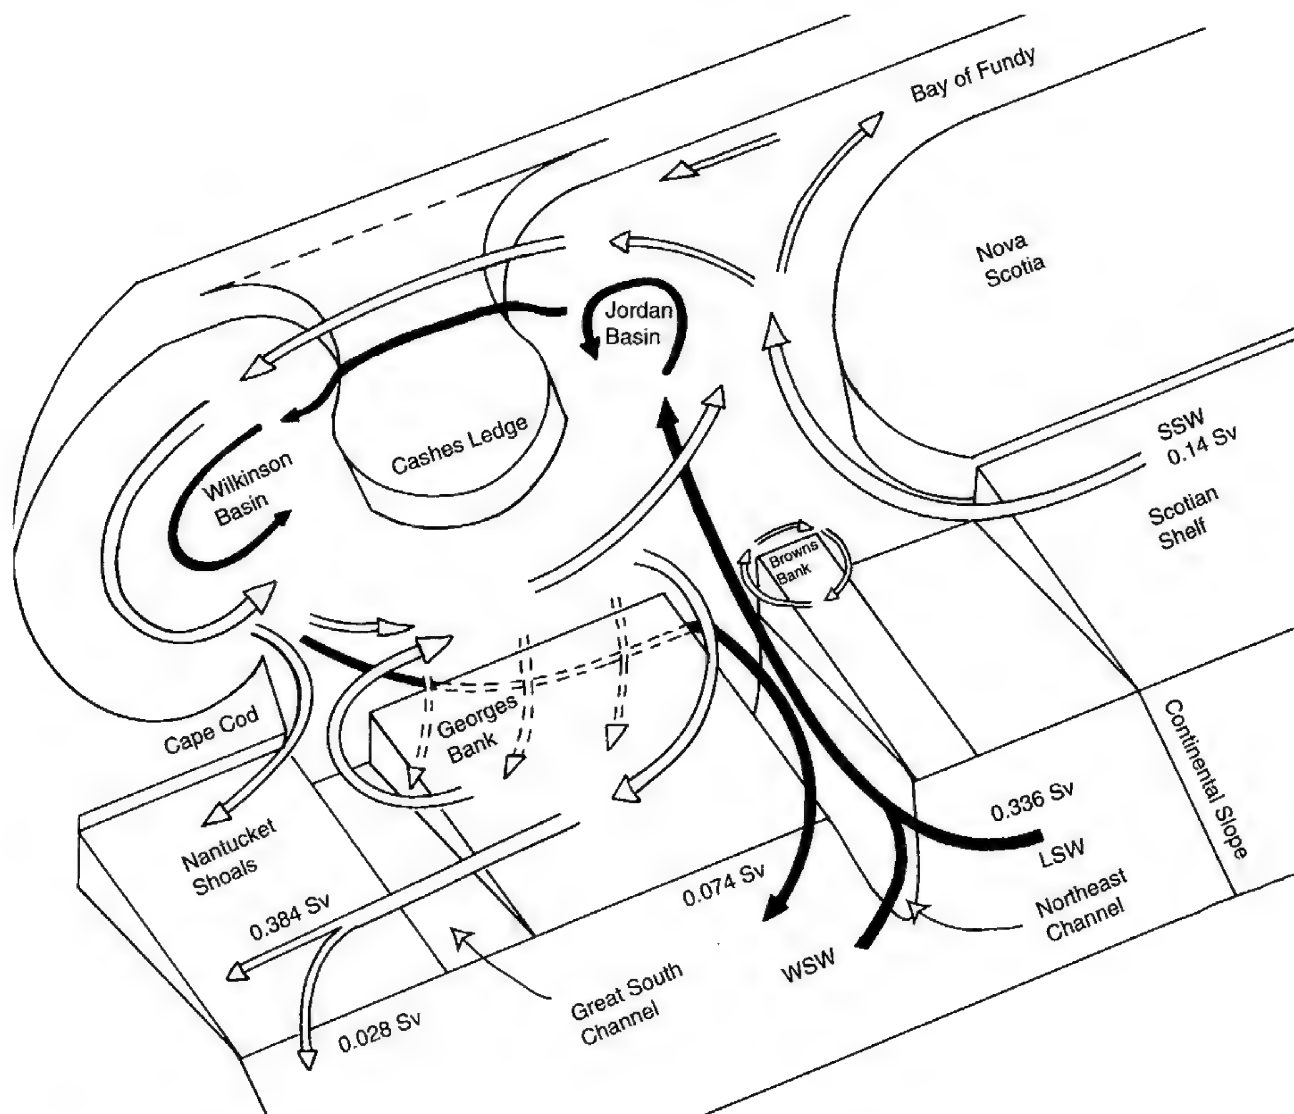 Bay of Fundy
Nova
Scotia
Jordan
Basin
SSW
0.14 Sv
Cashes Ledge
Wilkinson
Basin
Scotian
Shelf
Browns
Bank
Georges
Bank
Cape Cod
Continental Slope
0.336 Sv
LSW
Nantucket
Shoals
0.074 Sv
Northeast
Channel
0.384 Sv
WSW
Great South
Channel
0.028 Sv